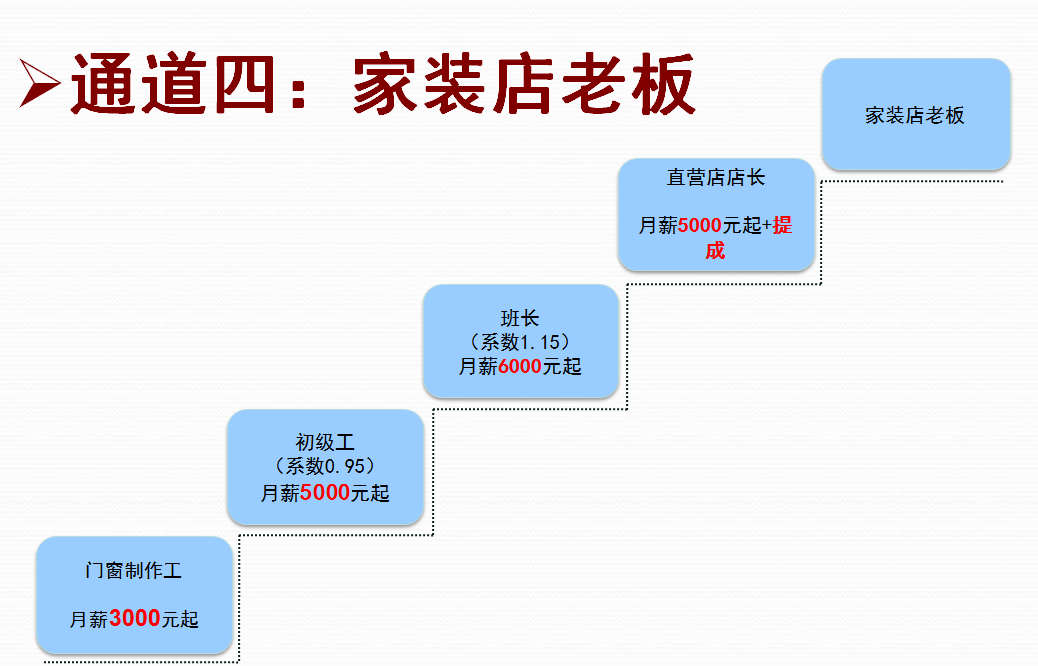 通道四：家装店老板
家装店老板
直营店店长
月薪5000元起+提
成
班长
（系数1.15）
月薪6000元起
初级工
（系数0.95）
月薪5000元起
门窗制作工
月薪3000元起